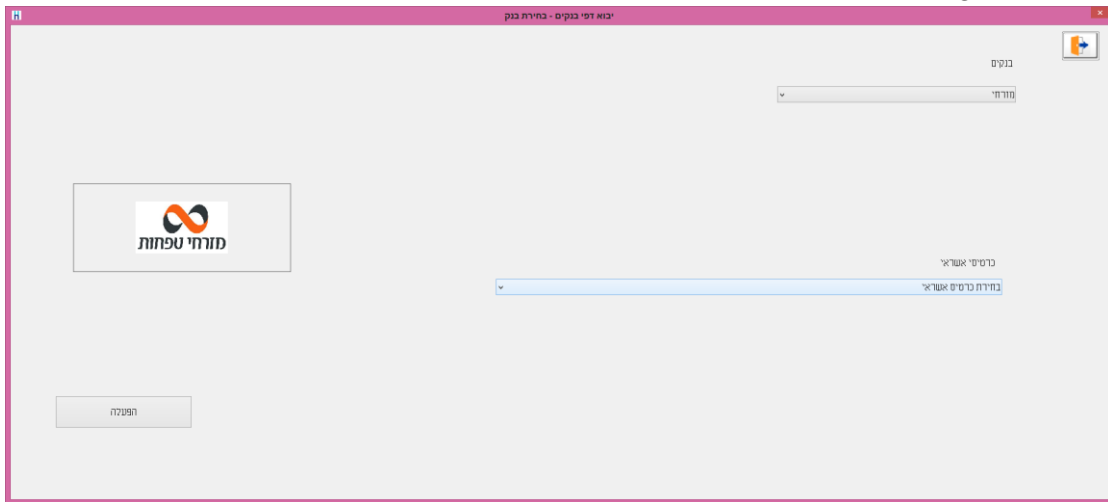 יבוא דפי בנקים - בחירת בנק
בנקים
מזרחי
מזרחי טפחות
כרטיסי אשראי
בחירת כרטיס אשראי
הפעלה